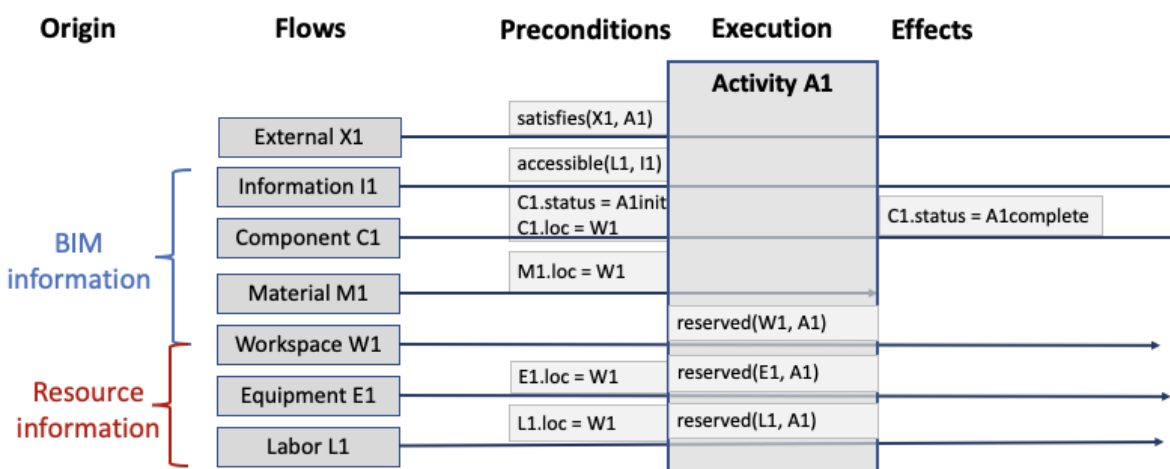 Origin
Flows
Preconditions
Execution
Effects
Activity A1
satisfies(X1, A1)
External X1
accessible(L1, I1)
Information I1
C1.status = A1init
C1.status = A1complete
C1.loc = W1
Component C1
BIM
information
M1.loc = W1
Material M1
reserved(W1, A1)
Workspace W1
E1.loc = W1
reserved(E1, A1)
Resource
information
Equipment E1
L1.loc = W1
reserved(L1, A1)
Labor L1